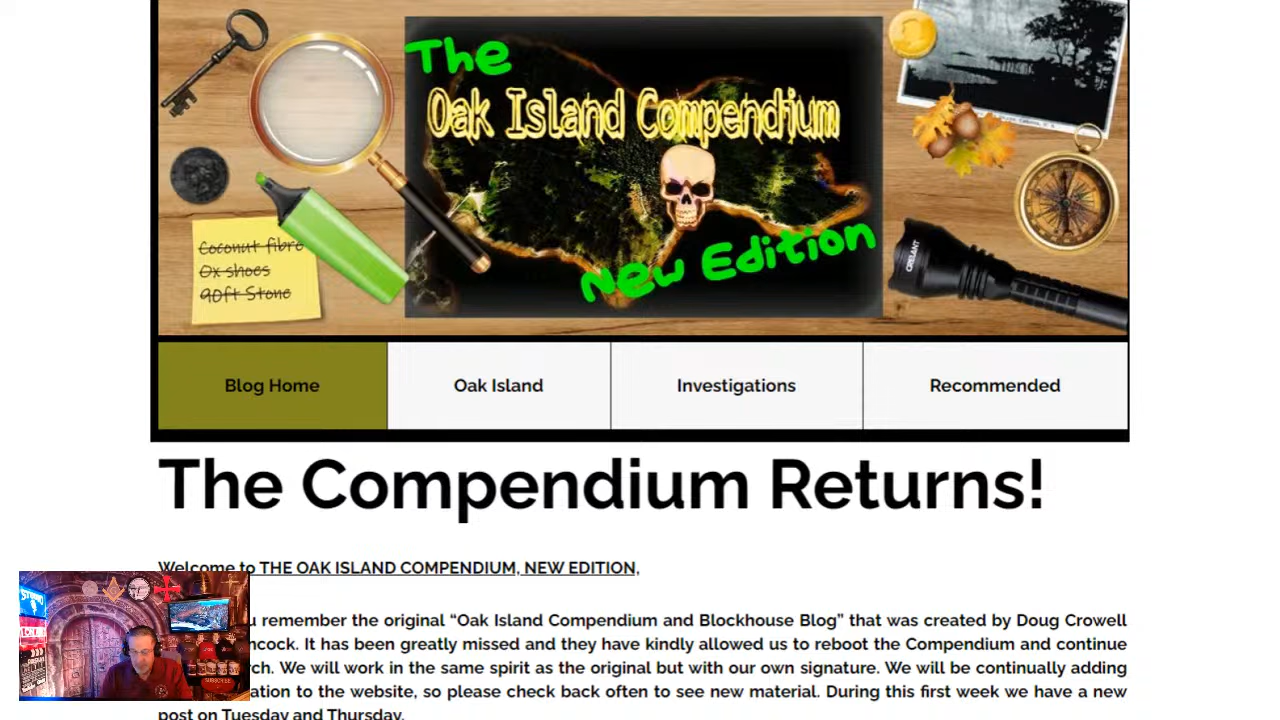 The
Oak Island Compendium
New Edition
Coconut fibre
Ox shoes
90ft Stone
Blog Home
Oak Island
Investigations
Recommended
The Compendium Returns!
Welcome to THE OAK ISLAND COMPENDIUM, NEW EDITION,
u remember the original “Oak Island Compendium and Blockhouse Blog” that was created by Doug Crowell
ncock. It has been greatly missed and they have kindly allowed us to reboot the Compendium and continue
rch. We will work in the same spirit as the original but with our own signature. We will be continually adding
ation to the website, so please check back often to see new material. During this first week we have a new
post on Tuesday and Thursday.
SUBSCRIBE